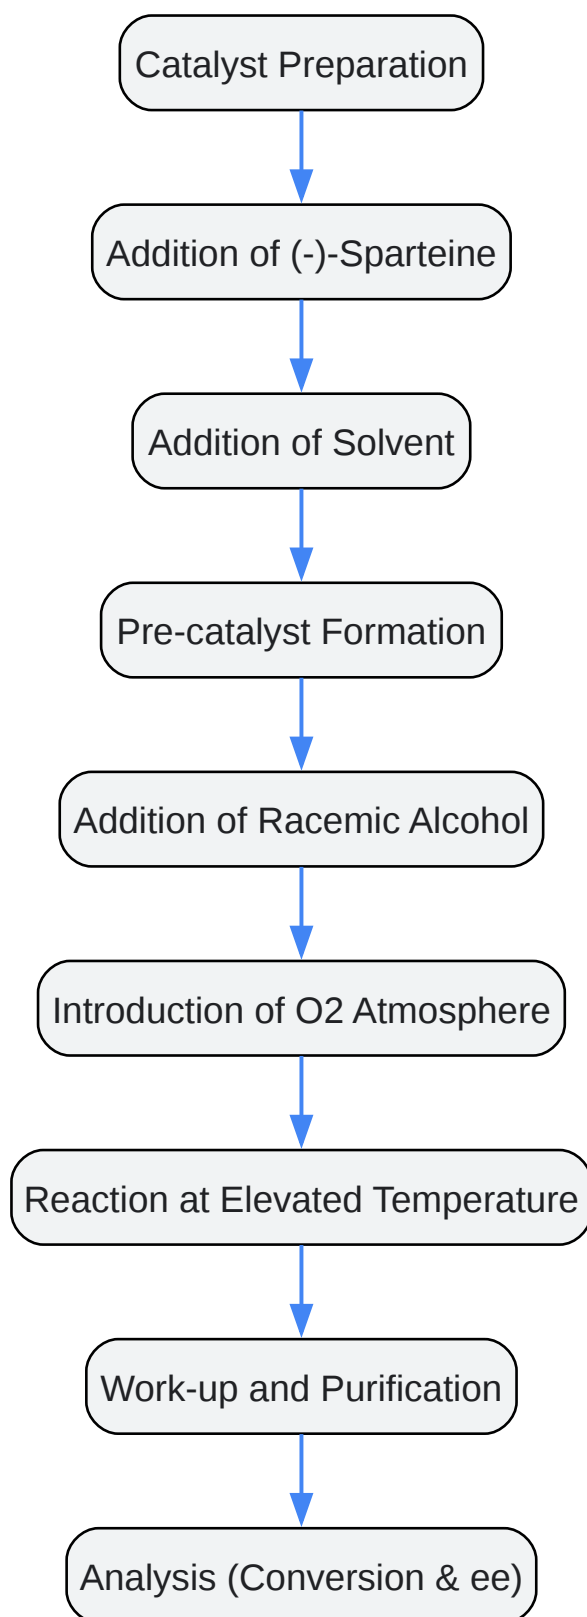 Catalyst Preparation
Addition of (-)-Sparteine
Addition of Solvent
Pre-catalyst Formation
Addition of Racemic Alcohol
Introduction of O2 Atmosphere
Reaction at Elevated Temperature
Work-up and Purification
Analysis (Conversion & ee)